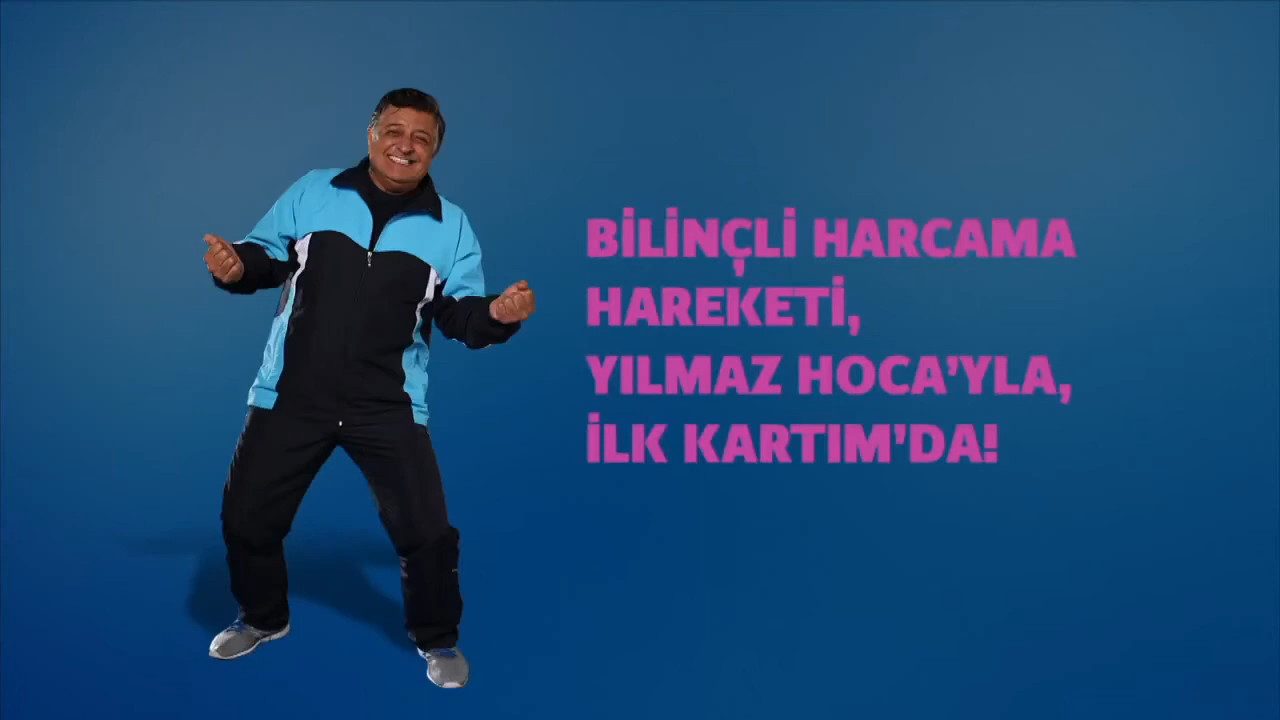 BİLİNÇLİ HARCAMA
HAREKETİ,
YILMAZ HOCA'YLA,
İLK KARTIM'DA!